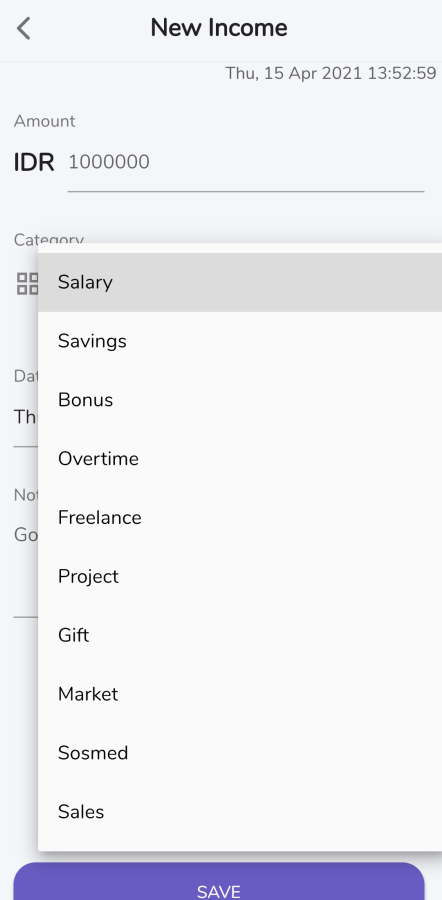 New Income
Thu, 15 Apr 2021 13:52:59
Amount
IDR 1000000
Category
Salary
Savings
Bonus
Overtime
Freelance
Project
Gift
Market
Sosmed
Sales
SAVE